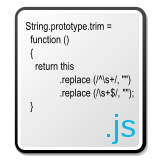 String.prototype.trim =
function ()
{
return this
.replace (/^\s+/, "")
.replace (/\s+$/, "");
}
.js